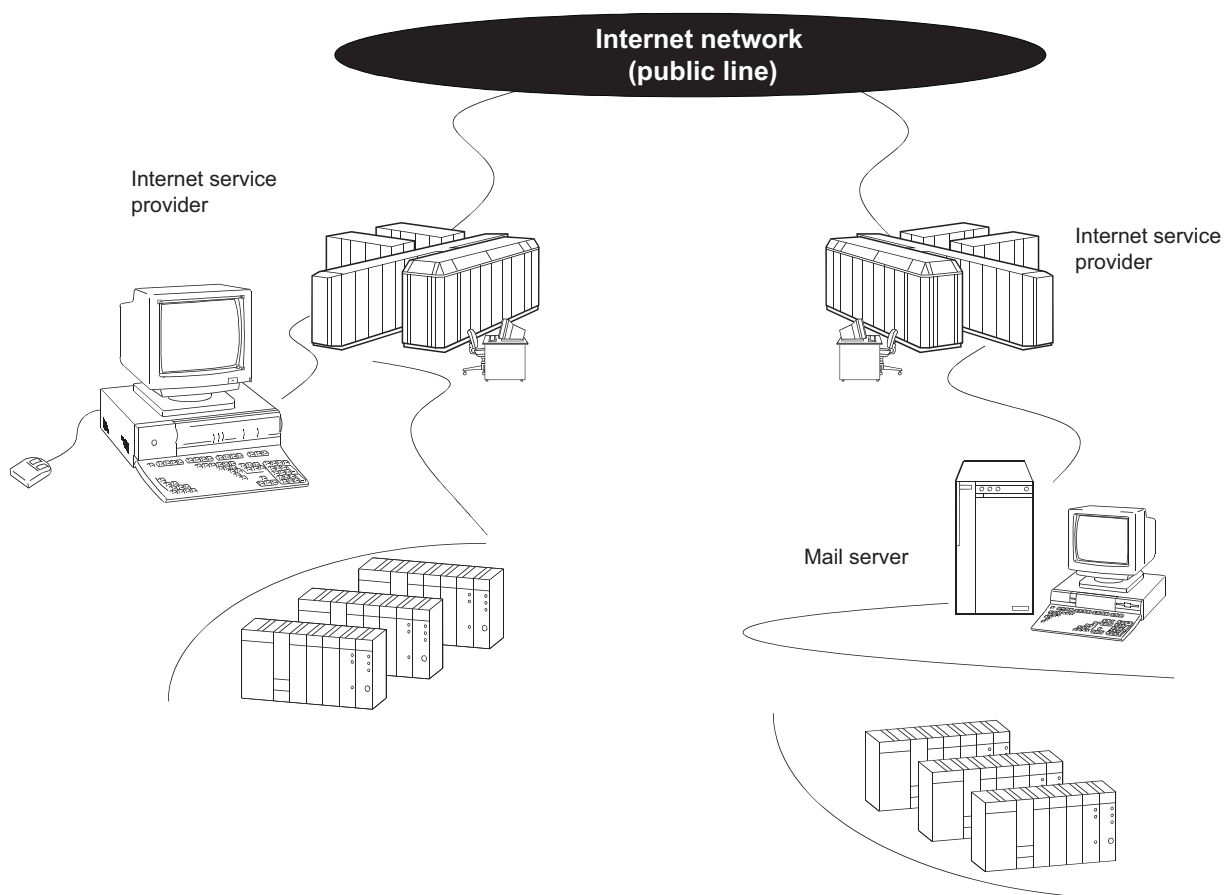 Internet network
(public line)
Internet service
provider
Internet service
provider
Mail server